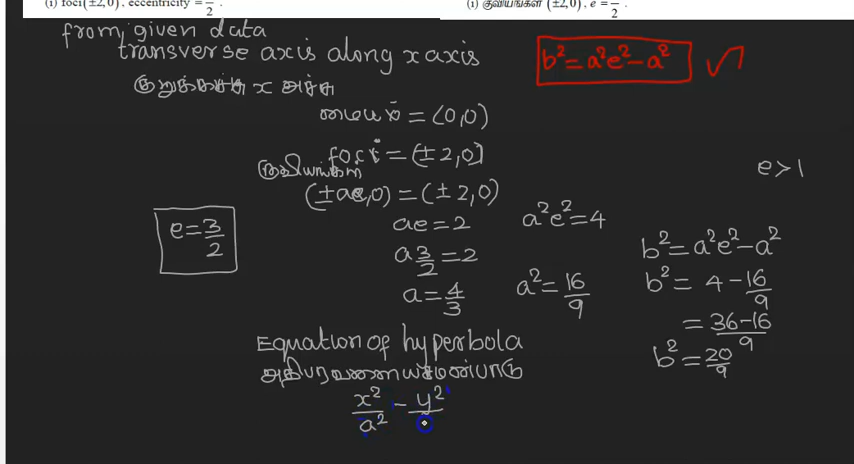 (i) foci(±2,0), eccentricity = /2 .
(i) குவியங்கள் (±2,0), e = /2 .
from given data
transverse axis along x axis
குறுக்கச்சு x அச்சு
b² = a²e² − a²
மையம் = (0,0)
foci = (±2,0)
குவியங்கள்
e > 1
(±ae,0) = (±2,0)
e = 3/2
ae = 2
a²e² = 4
a 3/2 = 2
b² = a²e² − a²
a = 4/3
a² = 16/9
b² = 4 − 16/9
= 36−16/9
b² = 20/9
Equation of hyperbola
அதிபரவளைய சமன்பாடு
x²/a² − y²/